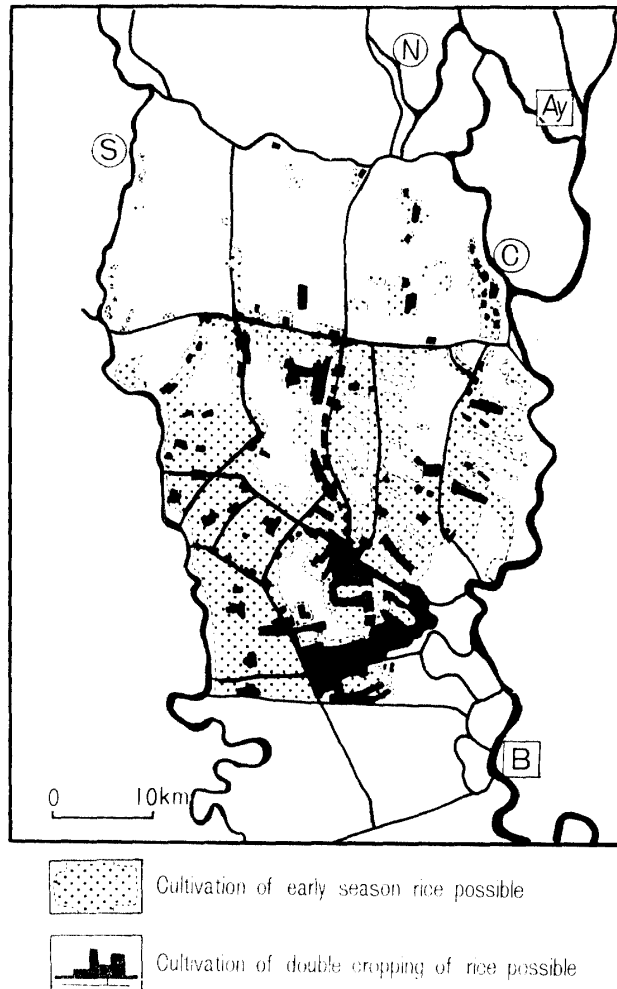 N
Ay
S
C
B
0 10km
Cultivation of early season rice possible
Cultivation of double cropping of rice possible